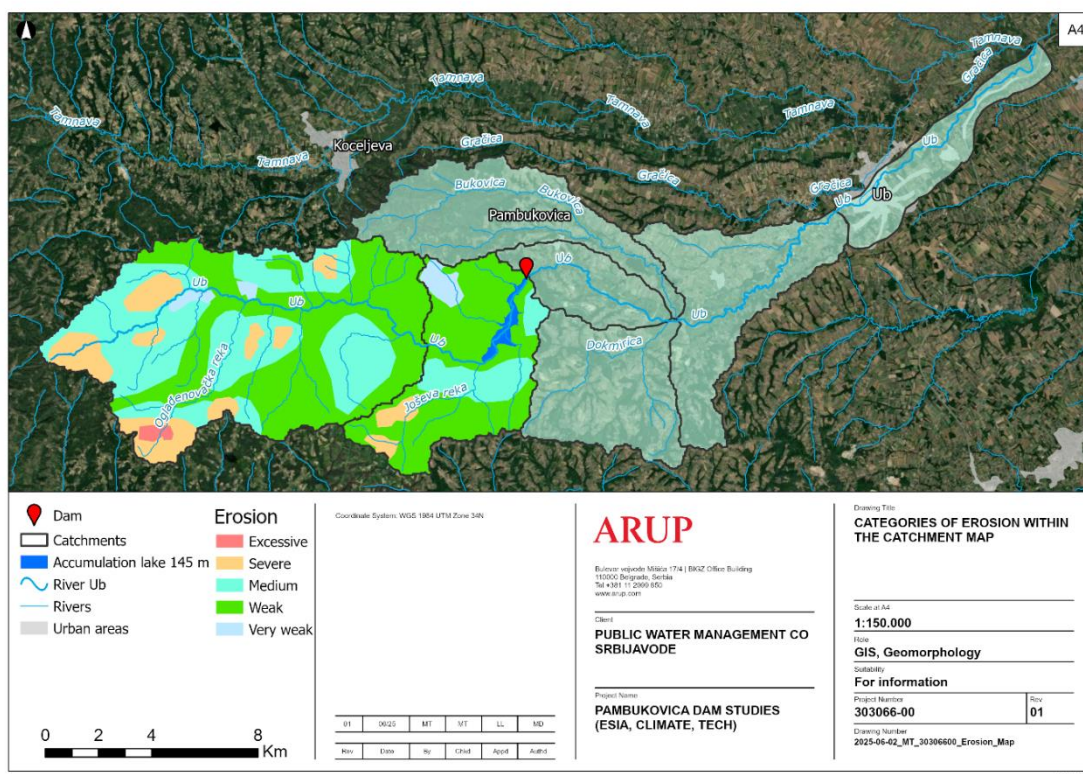 A4
Tamnava
Gračica
Tamnava
Tamnava
Tamnava
Tamnava
Koceljeva
Tamnava
Gračica
Gračica
Gračica
Ub
Ub
Ub
Bukovica
Bukovica
Pambukovica
Ub
Ub
Ub
Ub
Ub
Dokmirica
Oglađenovačka reka
Joševa reka
Dam
Catchments
Accumulation lake 145 m
River Ub
Rivers
Urban areas
0 2 4 8
Km
Erosion
Excessive
Severe
Medium
Weak
Very weak
Coordinate System: WGS 1984 UTM Zone 34N
01 06/25 MT MT LL MD
Rev Date By Chkd Appd Authd
ARUP
Bulevar vojvode Mišića 17/4 | BIGZ Office Building
110000 Belgrade, Serbia
www.arup.com
Client
PUBLIC WATER MANAGEMENT CO
SRBIJAVODE
Project Name
PAMBUKOVICA DAM STUDIES
(ESIA, CLIMATE, TECH)
Drawing Title
CATEGORIES OF EROSION WITHIN
THE CATCHMENT MAP
Scale at A4
1:150.000
Role
GIS, Geomorphology
Suitability
For information
Project Number
303066-00
Rev
01
Drawing Number
2025-06-02_MT_30306600_Erosion_Map